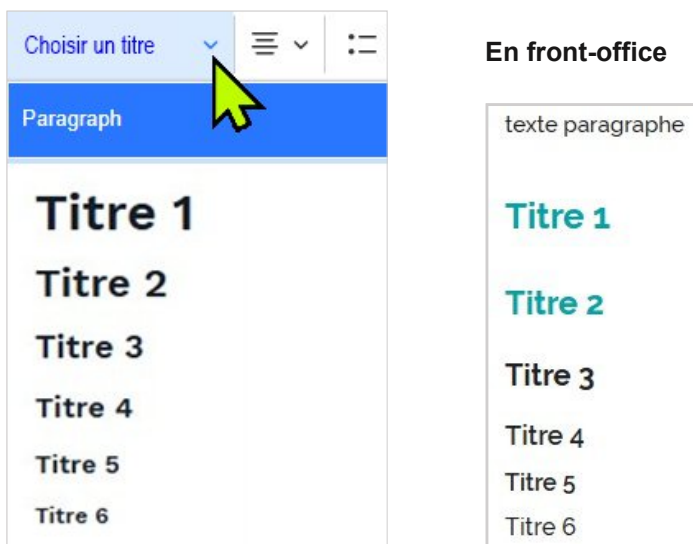 Choisir un titre
Paragraph
Titre 1
Titre 2
Titre 3
Titre 4
Titre 5
Titre 6
En front-office
texte paragraphe
Titre 1
Titre 2
Titre 3
Titre 4
Titre 5
Titre 6